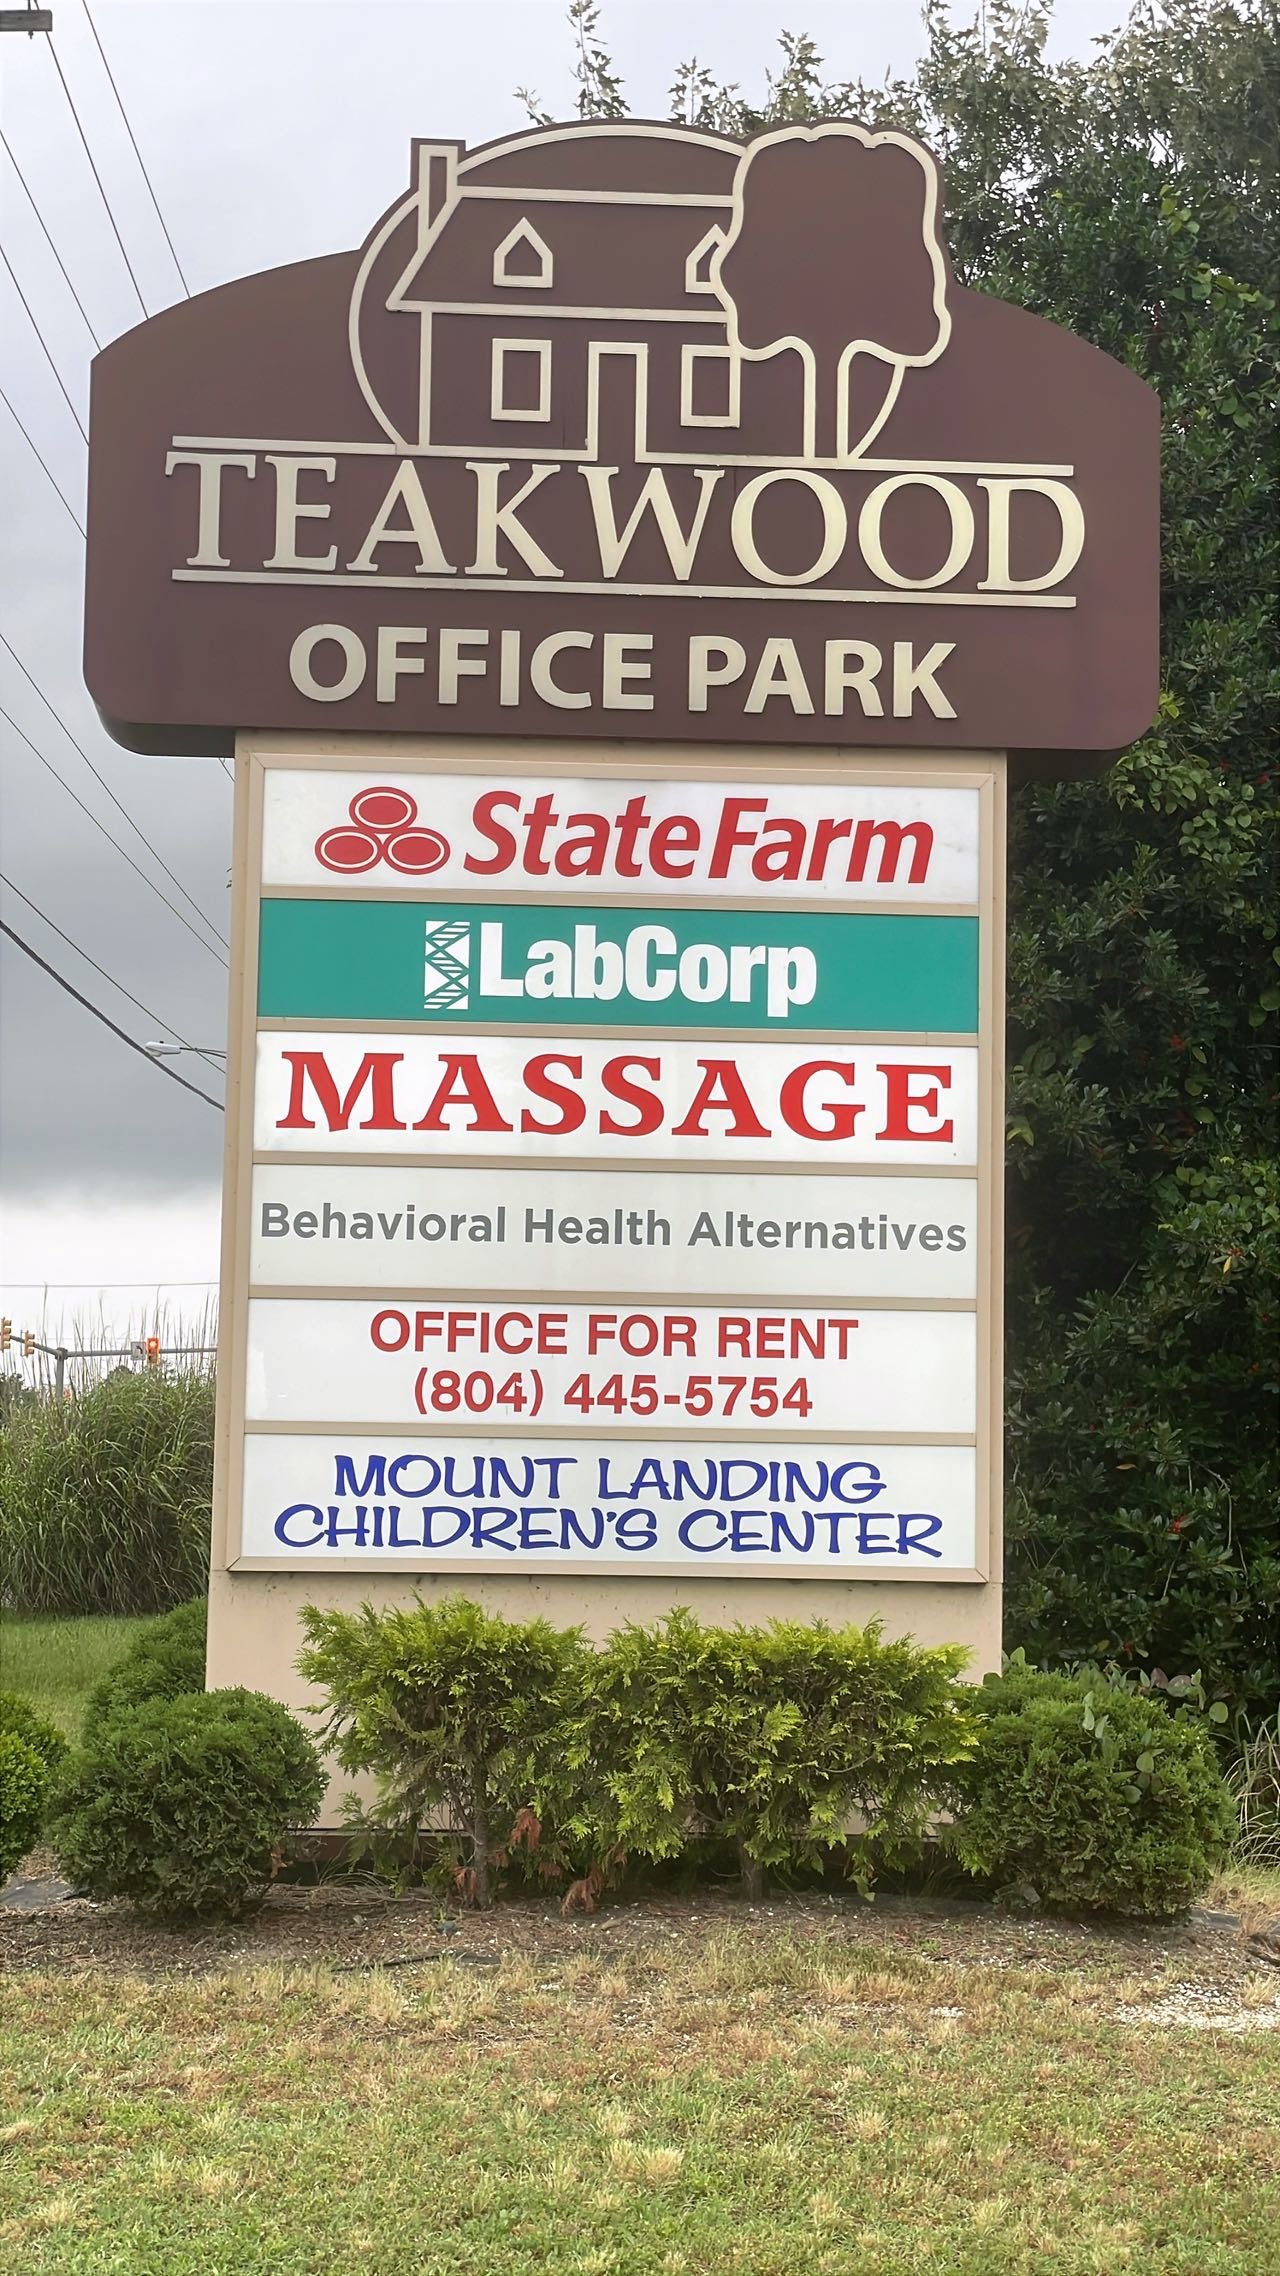 TEAKWOOD
OFFICE PARK
StateFarm
LabCorp
MASSAGE
Behavioral Health Alternatives
OFFICE FOR RENT
(804) 445-5754
MOUNT LANDING
CHILDREN'S CENTER